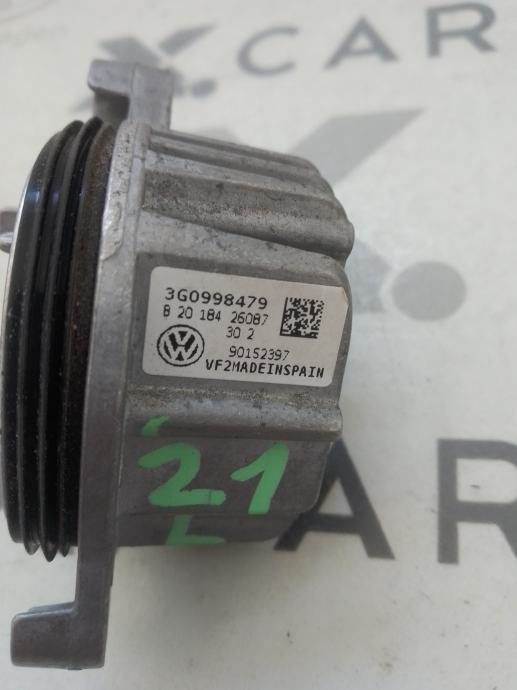 X.CAR
3G0998479
B 20 184 26087
30 2
90152397
VF2MADEINSPAIN
21
L
CAR